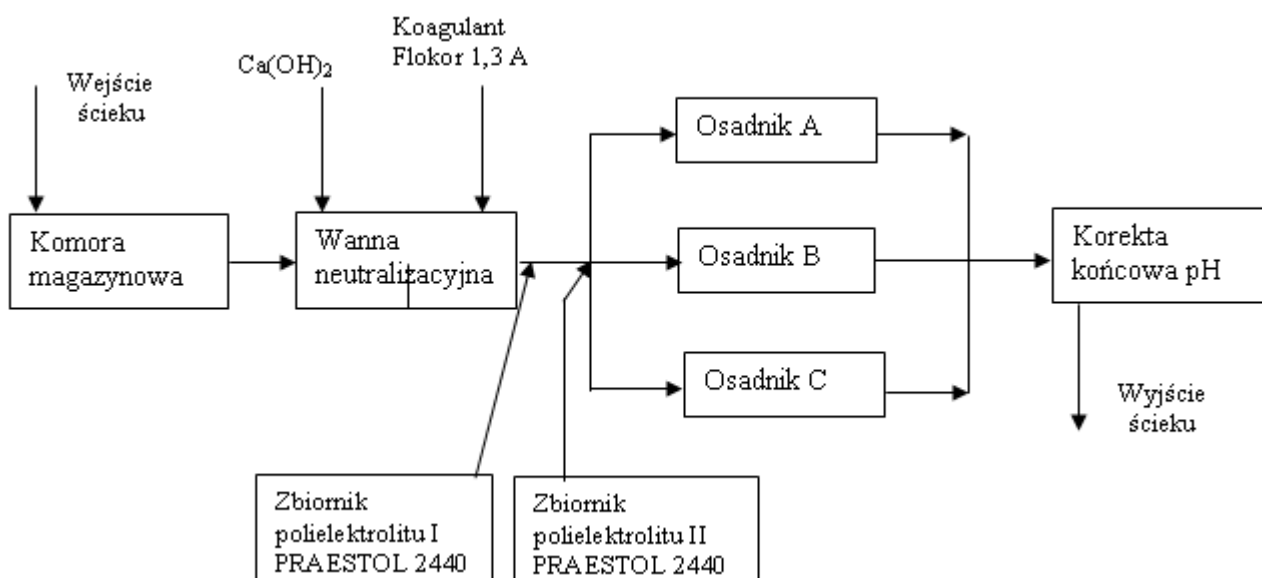 Wejście
ścieku
Ca(OH)₂
Koagulant
Flokor 1,3 A
Komora
magazynowa
Wanna
neutralizacyjna
Osadnik A
Osadnik B
Osadnik C
Korekta
końcowa pH
Wyjście
ścieku
Zbiornik
polielektrolitu I
PRAESTOL 2440
Zbiornik
polielektrolitu II
PRAESTOL 2440